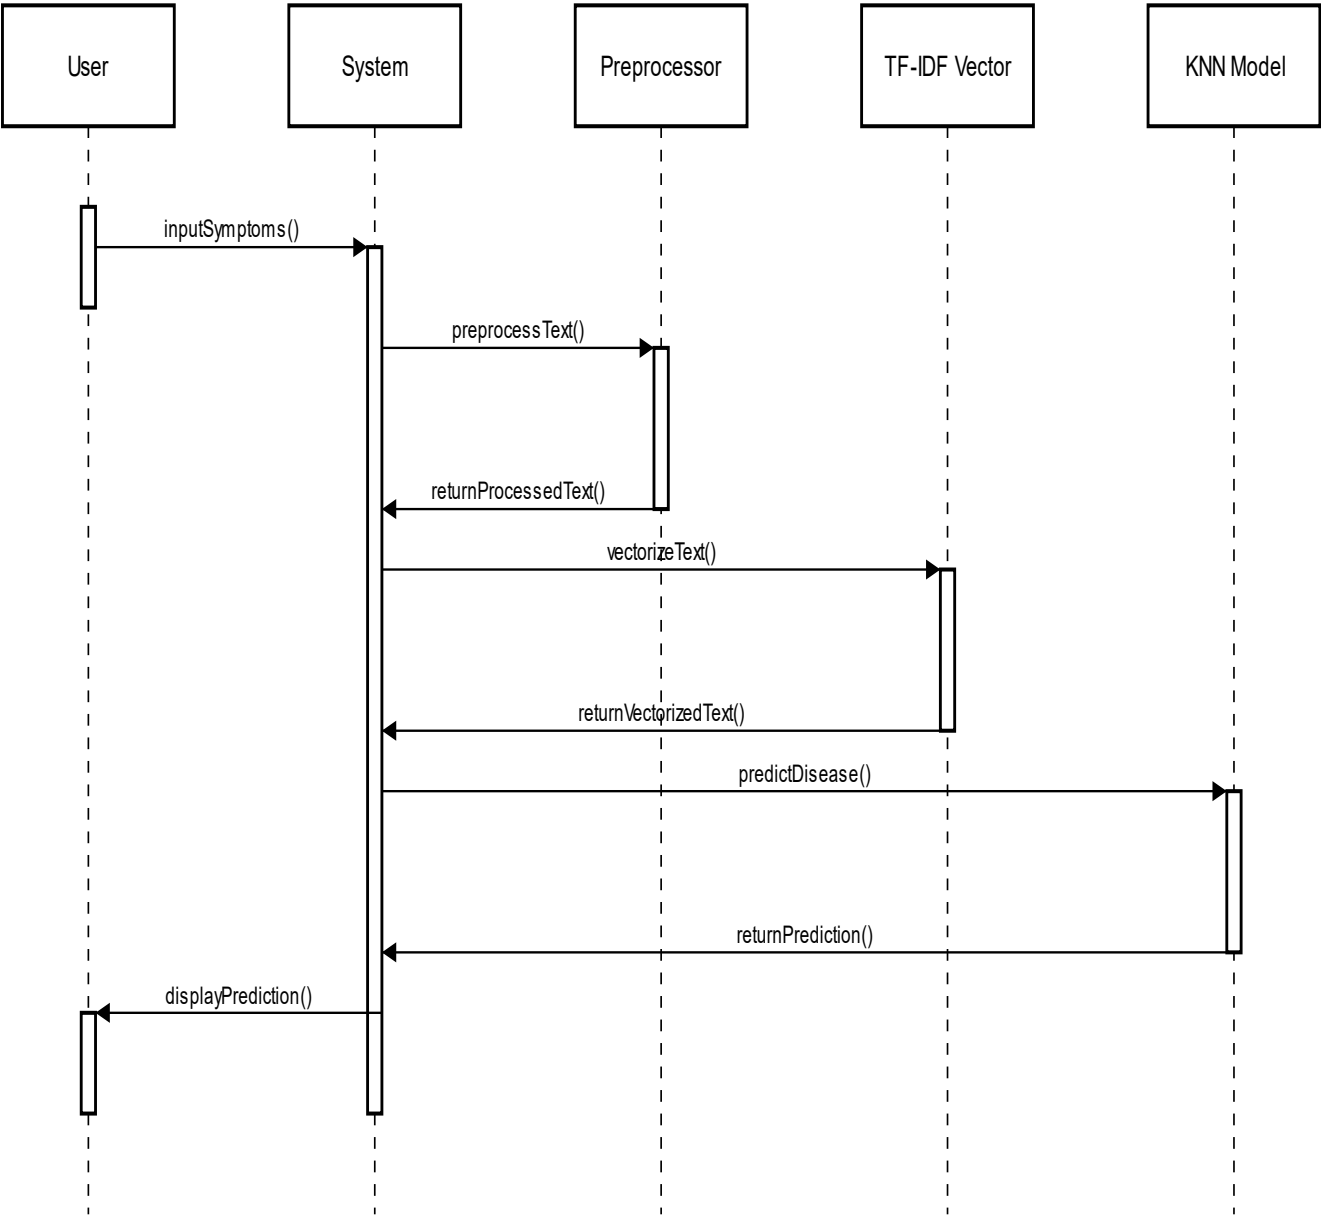 User
System
Preprocessor
TF-IDF Vector
KNN Model
inputSymptoms()
preprocessText()
returnProcessedText()
vectorizeText()
returnVectorizedText()
predictDisease()
returnPrediction()
displayPrediction()